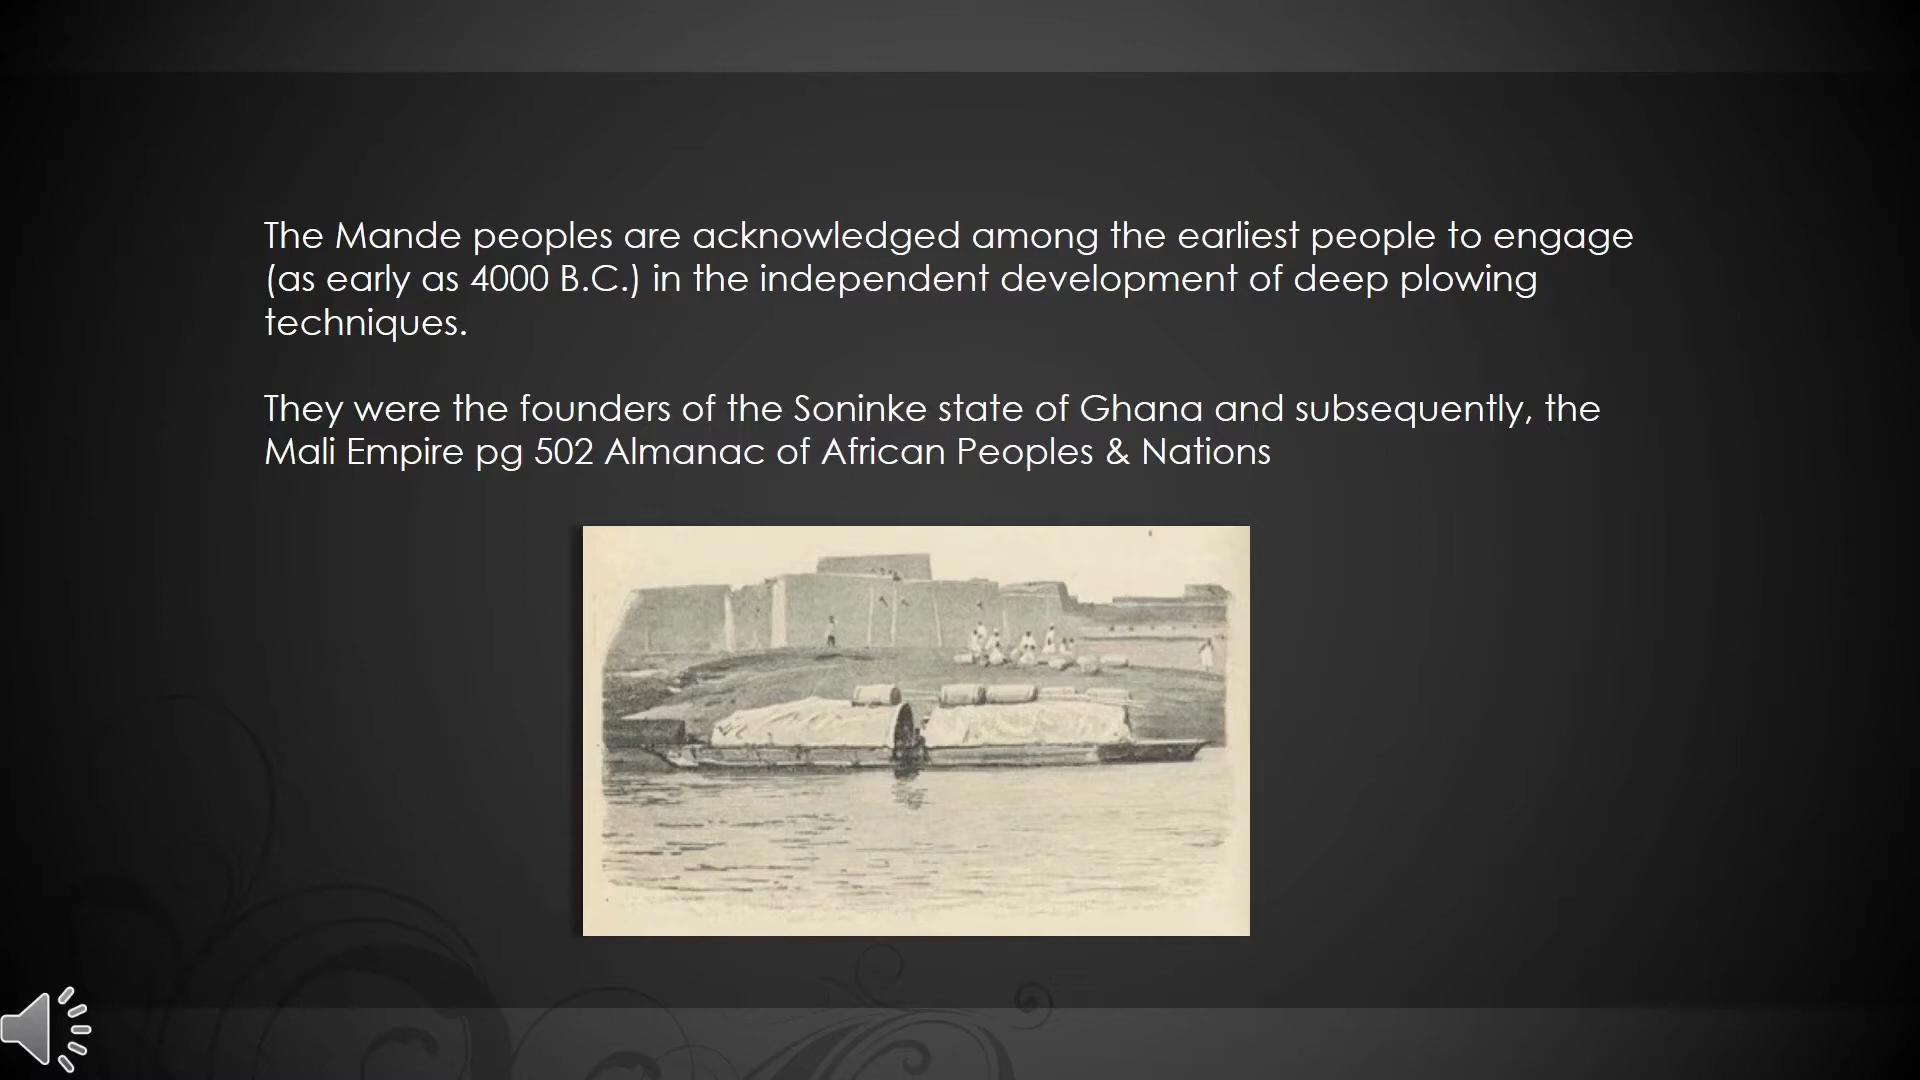 The Mande peoples are acknowledged among the earliest people to engage
(as early as 4000 B.C.) in the independent development of deep plowing
techniques.
They were the founders of the Soninke state of Ghana and subsequently, the
Mali Empire pg 502 Almanac of African Peoples & Nations